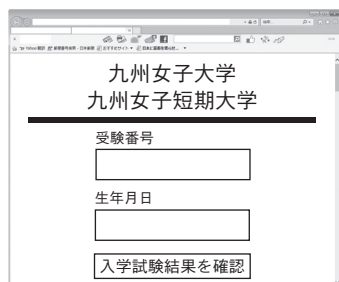 九州女子大学
九州女子短期大学
受験番号
生年月日
入学試験結果を確認